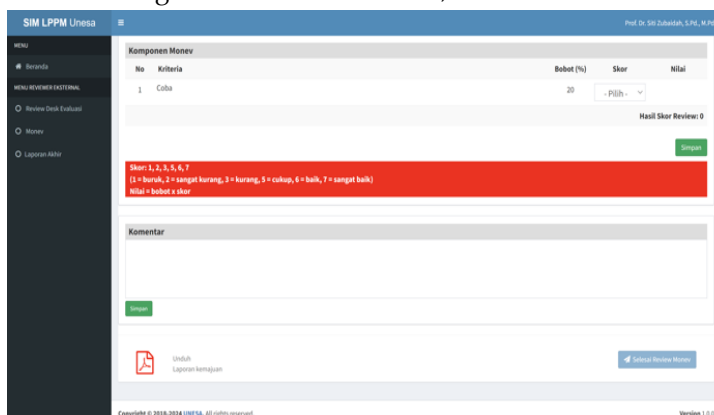 SIM LPPM Unesa
Prof. Dr. Siti Zubaidah, S.Pd., M.Pd
MENU
Beranda
MENU REVIEWER EKSTERNAL
Review Desk Evaluasi
Monev
Laporan Akhir
Komponen Monev
No Kriteria Bobot (%) Skor Nilai
1 Coba 20 - Pilih -
Hasil Skor Review: 0
Simpan
Skor: 1, 2, 3, 5, 6, 7
(1 = buruk, 2 = sangat kurang, 3 = kurang, 5 = cukup, 6 = baik, 7 = sangat baik)
Nilai = bobot x skor
Komentar
Simpan
Unduh
Laporan kemajuan
Selesai Review Monev
Copyright © 2018-2024 UNESA. All rights reserved.
Version 1.0.0